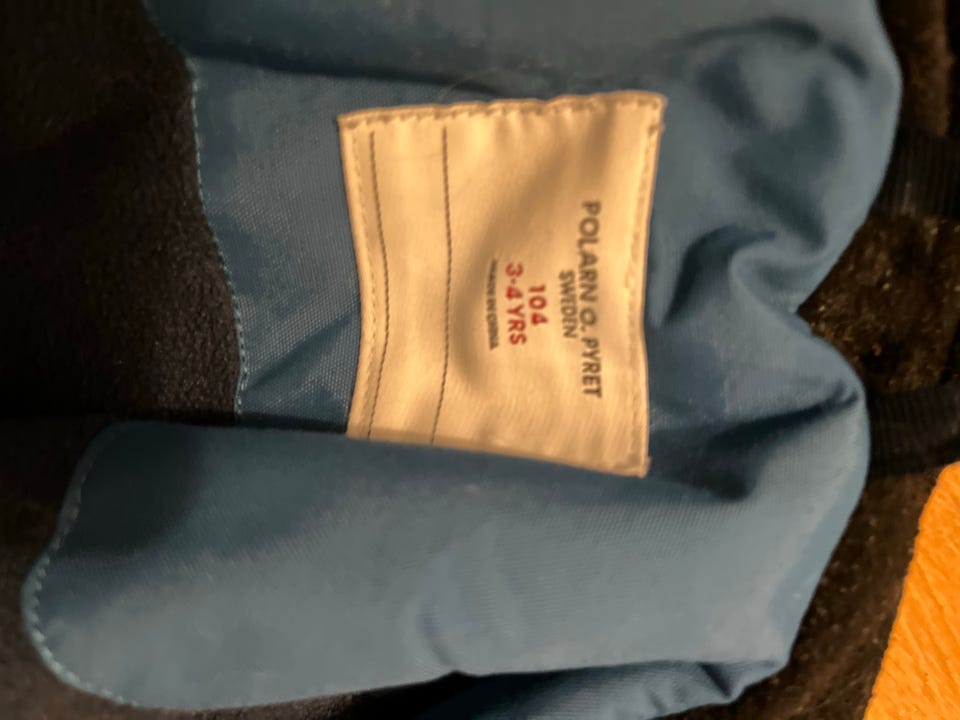 POLARN O. PYRET
SWEDEN
104
3-4 YRS
MADE IN CHINA